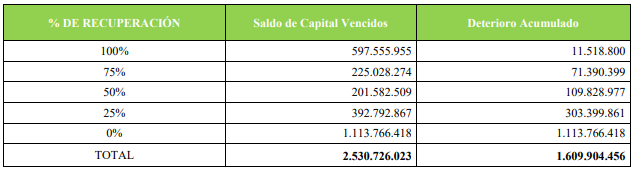 % DE RECUPERACIÓN Saldo de Capital Vencidos Deterioro Acumulado
100% 597.555.955 11.518.800
75% 225.028.274 71.390.399
50% 201.582.509 109.828.977
25% 392.792.867 303.399.861
0% 1.113.766.418 1.113.766.418
TOTAL 2.530.726.023 1.609.904.456